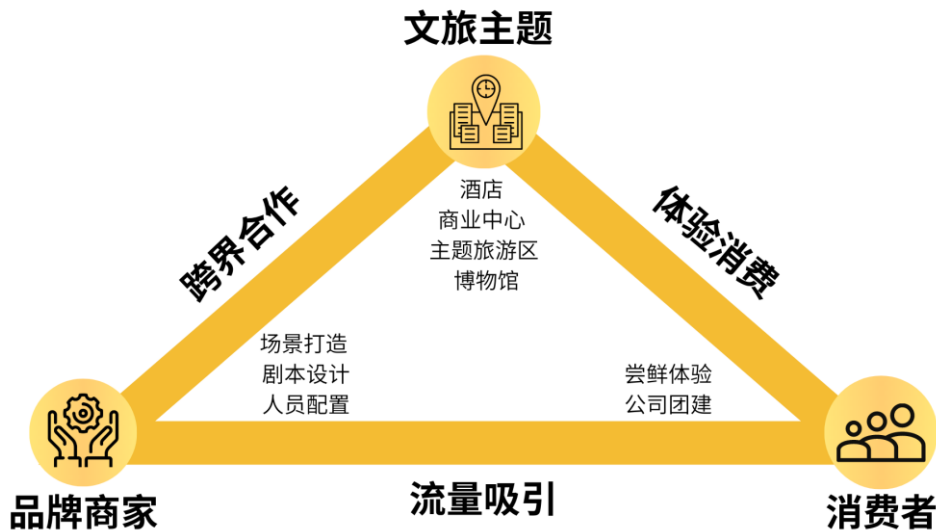 文旅主题
跨界合作
体验消费
酒店
商业中心
主题旅游区
博物馆
场景打造
剧本设计
人员配置
尝鲜体验
公司团建
品牌商家
流量吸引
消费者